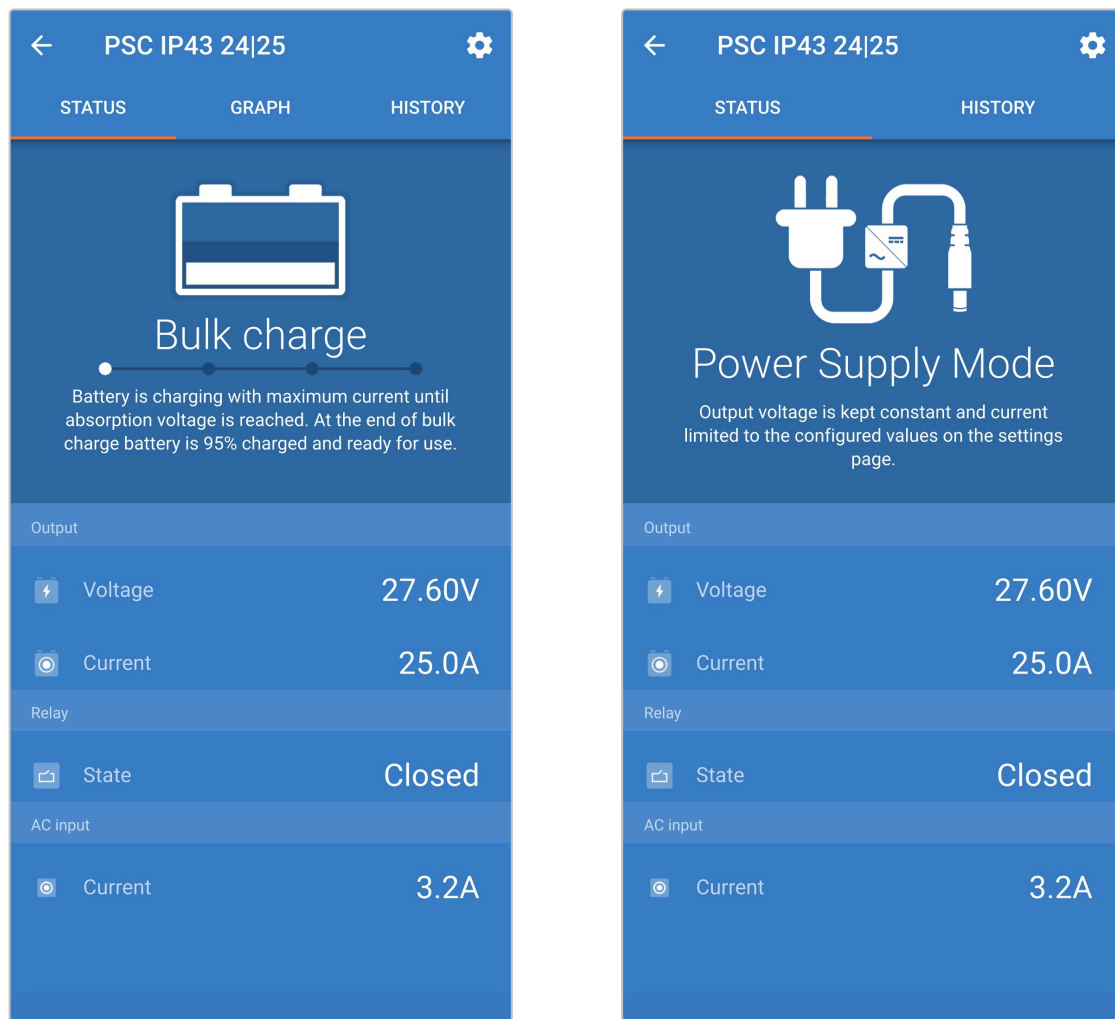 PSC IP43 24|25
STATUS GRAPH HISTORY
Bulk charge
Battery is charging with maximum current until
absorption voltage is reached. At the end of bulk
charge battery is 95% charged and ready for use.
Output
Voltage 27.60V
Current 25.0A
Relay
State Closed
AC input
Current 3.2A
PSC IP43 24|25
STATUS HISTORY
Power Supply Mode
Output voltage is kept constant and current
limited to the configured values on the settings
page.
Output
Voltage 27.60V
Current 25.0A
Relay
State Closed
AC input
Current 3.2A